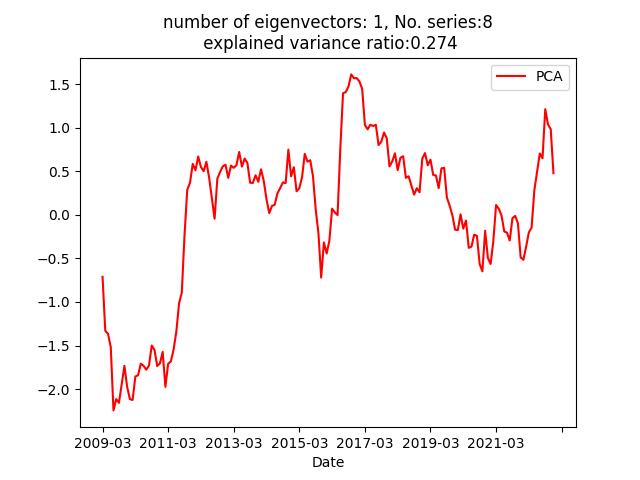 number of eigenvectors: 1, No. series:8
explained variance ratio:0.274
PCA
1.5
1.0
0.5
0.0
−0.5
−1.0
−1.5
−2.0
2009-03 2011-03 2013-03 2015-03 2017-03 2019-03 2021-03
Date